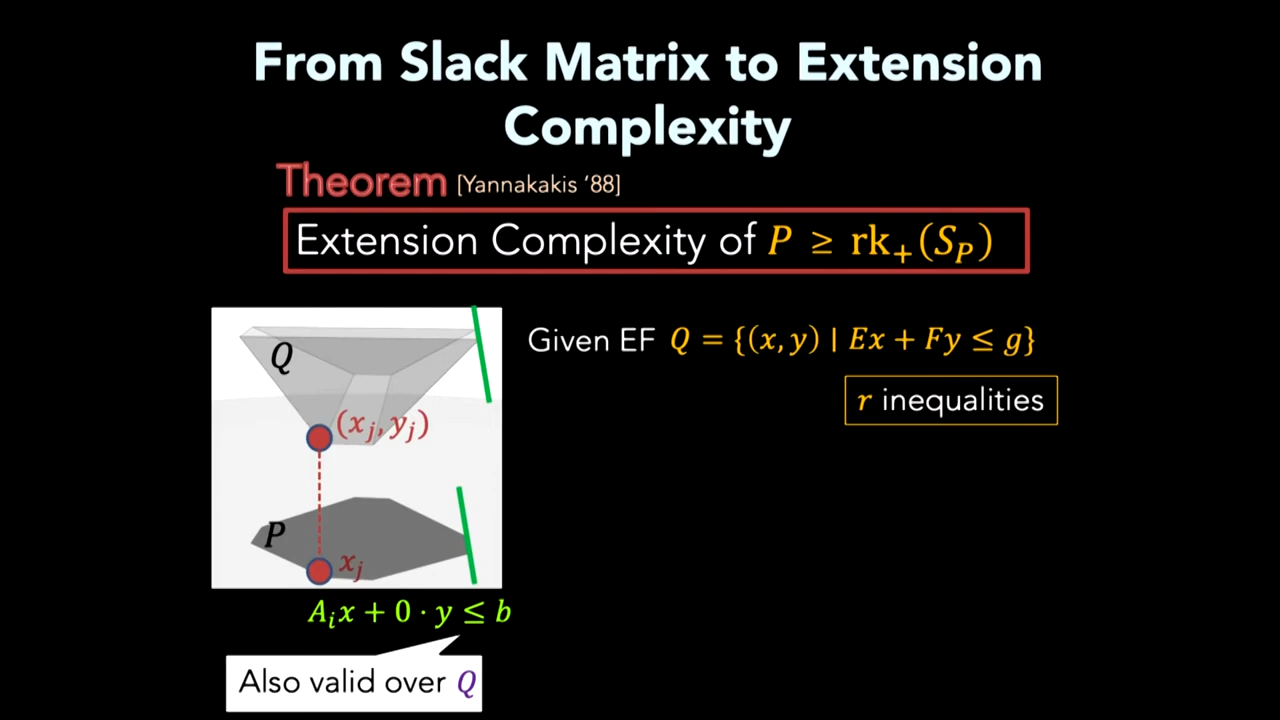 From Slack Matrix to Extension
Complexity
Theorem [Yannakakis ‘88]
Extension Complexity of P ≥ rk₊(S_P)
Q
Given EF Q = {(x, y) | Ex + Fy ≤ g}
r inequalities
(x_j, y_j)
P
x_j
A_i x + 0 · y ≤ b
Also valid over Q